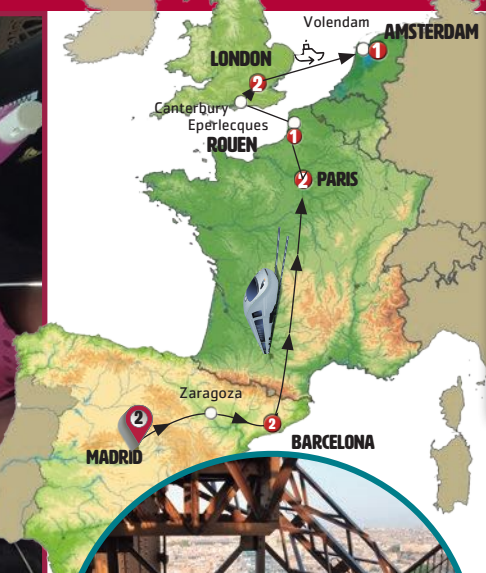 Volendam
AMSTERDAM
1
LONDON
2
Canterbury
Eperlecques
ROUEN
1
2 PARIS
Zaragoza
2
MADRID
2
BARCELONA